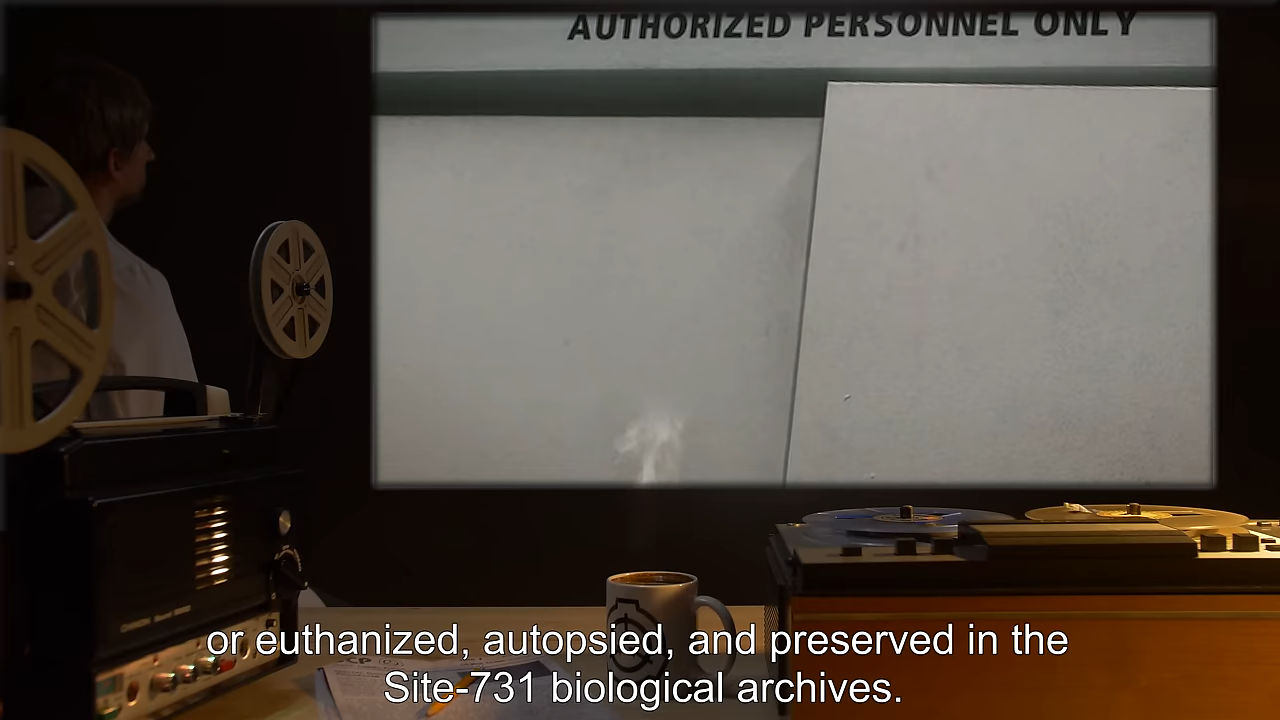 AUTHORIZED PERSONNEL ONLY
or euthanized, autopsied, and preserved in the
Site-731 biological archives.